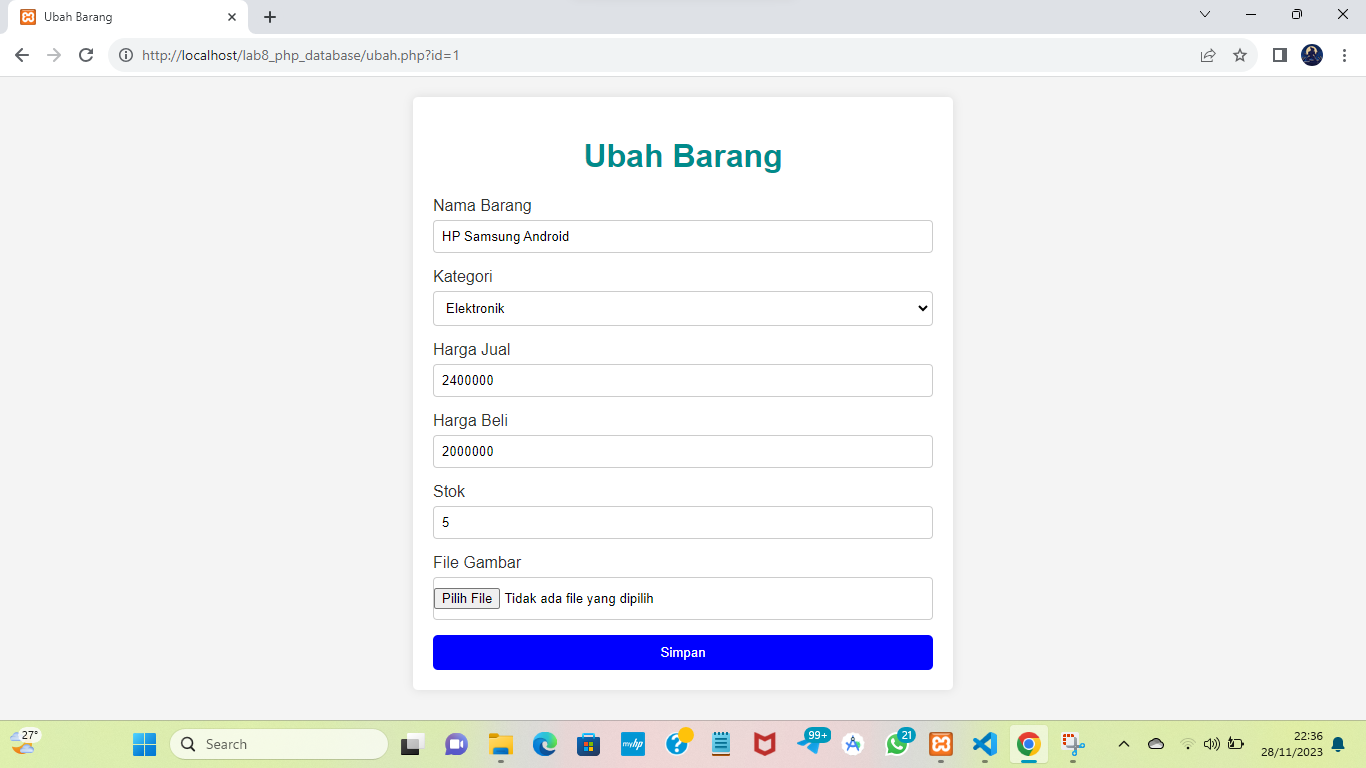 Ubah Barang
http://localhost/lab8_php_database/ubah.php?id=1
Ubah Barang
Nama Barang
HP Samsung Android
Kategori
Elektronik
Harga Jual
2400000
Harga Beli
2000000
Stok
5
File Gambar
Pilih File Tidak ada file yang dipilih
Simpan
27°
Search
myhp
99+
21
22:36
28/11/2023